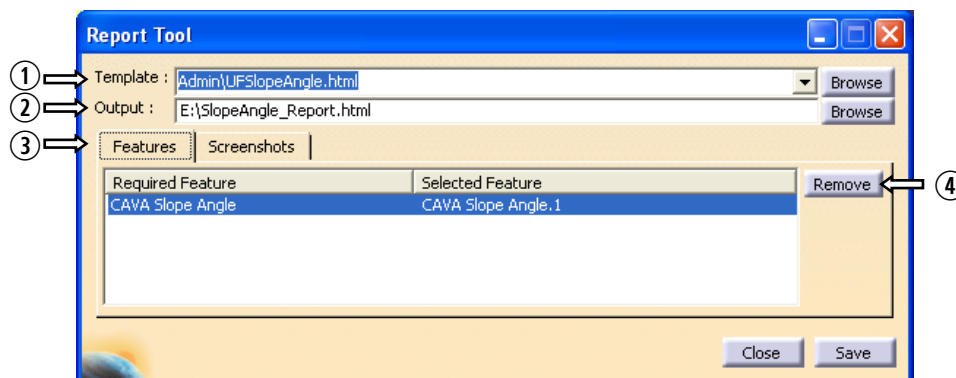 Report Tool
① Template : Admin\UFSlopeAngle.html Browse
② Output : E:\SlopeAngle_Report.html Browse
③ Features Screenshots
Required Feature Selected Feature Remove ④
CAVA Slope Angle CAVA Slope Angle.1
Close Save